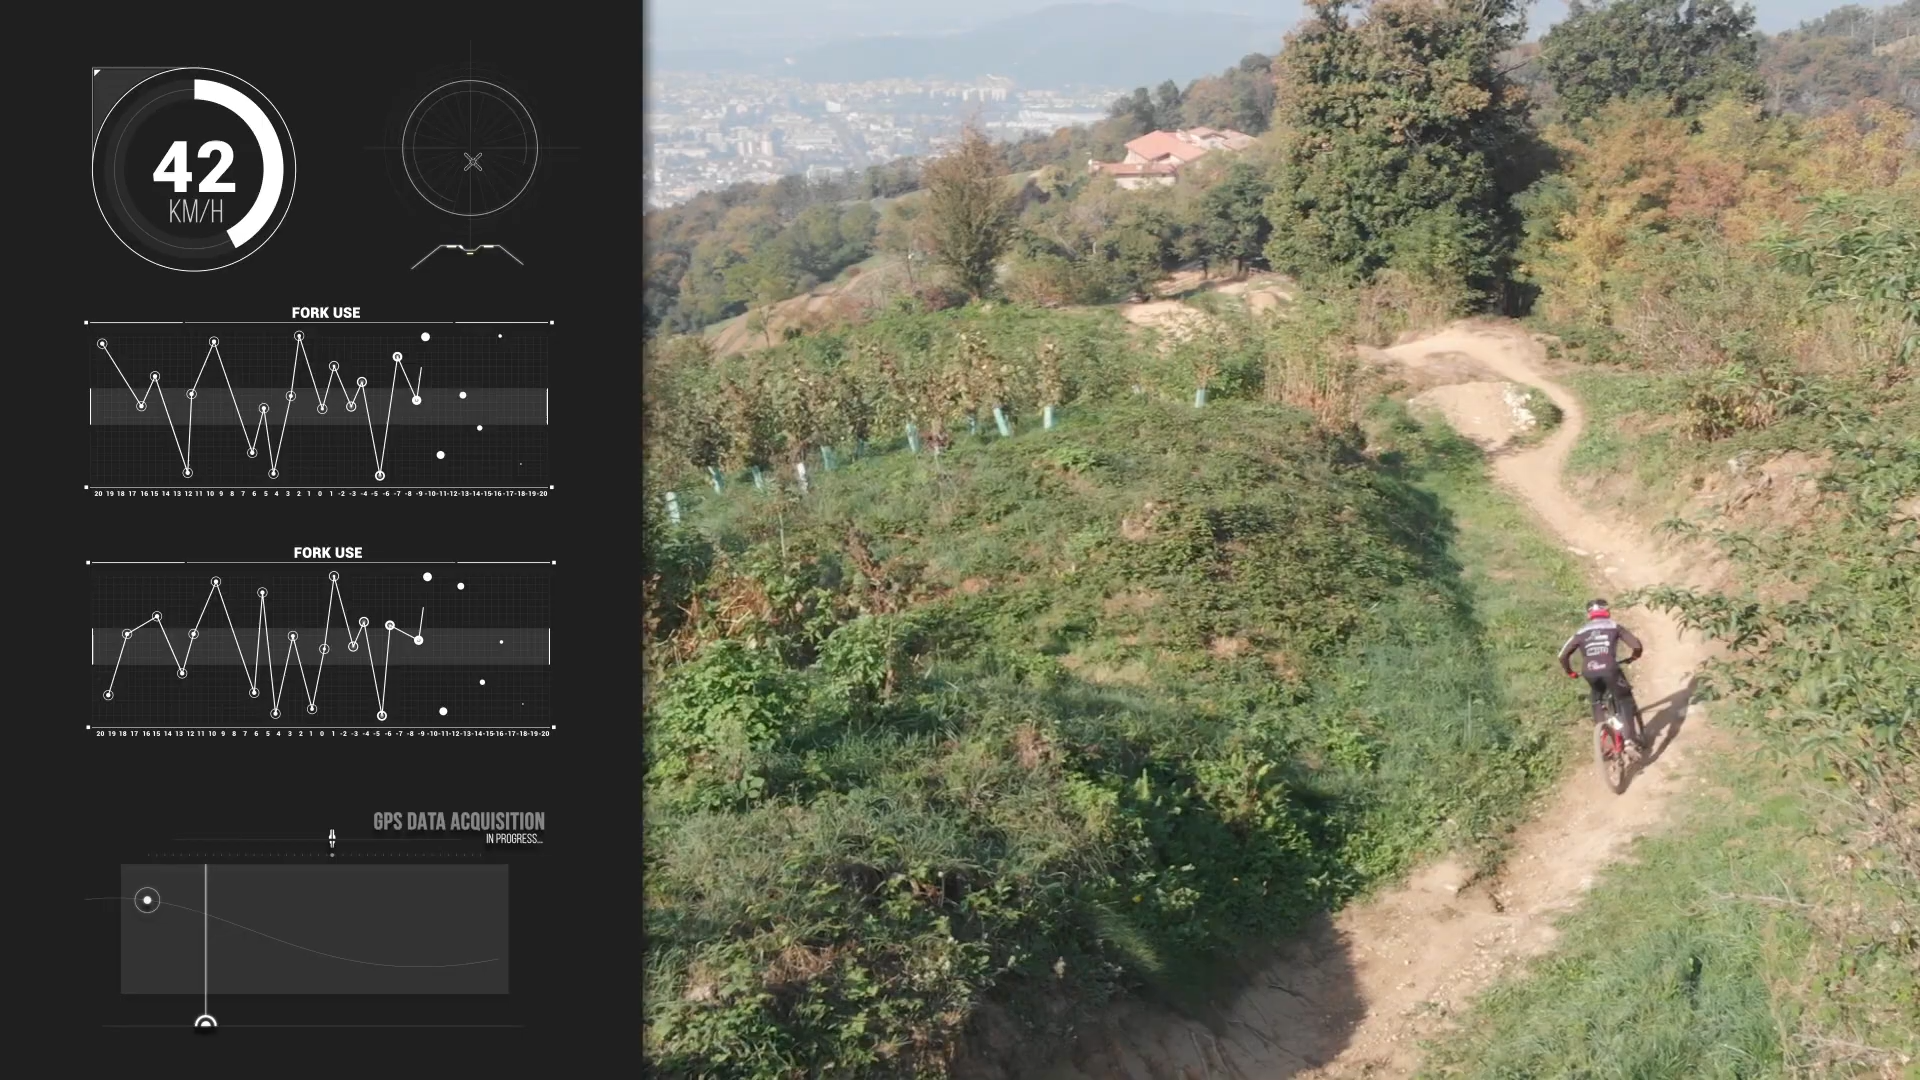 42
KM/H
FORK USE
20 19 18 17 16 15 14 13 12 11 10 9 8 7 6 5 4 3 2 1 0 1 -2 -3 -4 -5 -6 -7 -8 -9 -10 -11 -12 -13 -14 -15 -16 -17 -18 -19 -20
FORK USE
20 19 18 17 16 15 14 13 12 11 10 9 8 7 6 5 4 3 2 1 0 1 -2 -3 -4 -5 -6 -7 -8 -9 -10 -11 -12 -13 -14 -15 -16 -17 -18 -19 -20
GPS DATA ACQUISITION
IN PROGRESS...